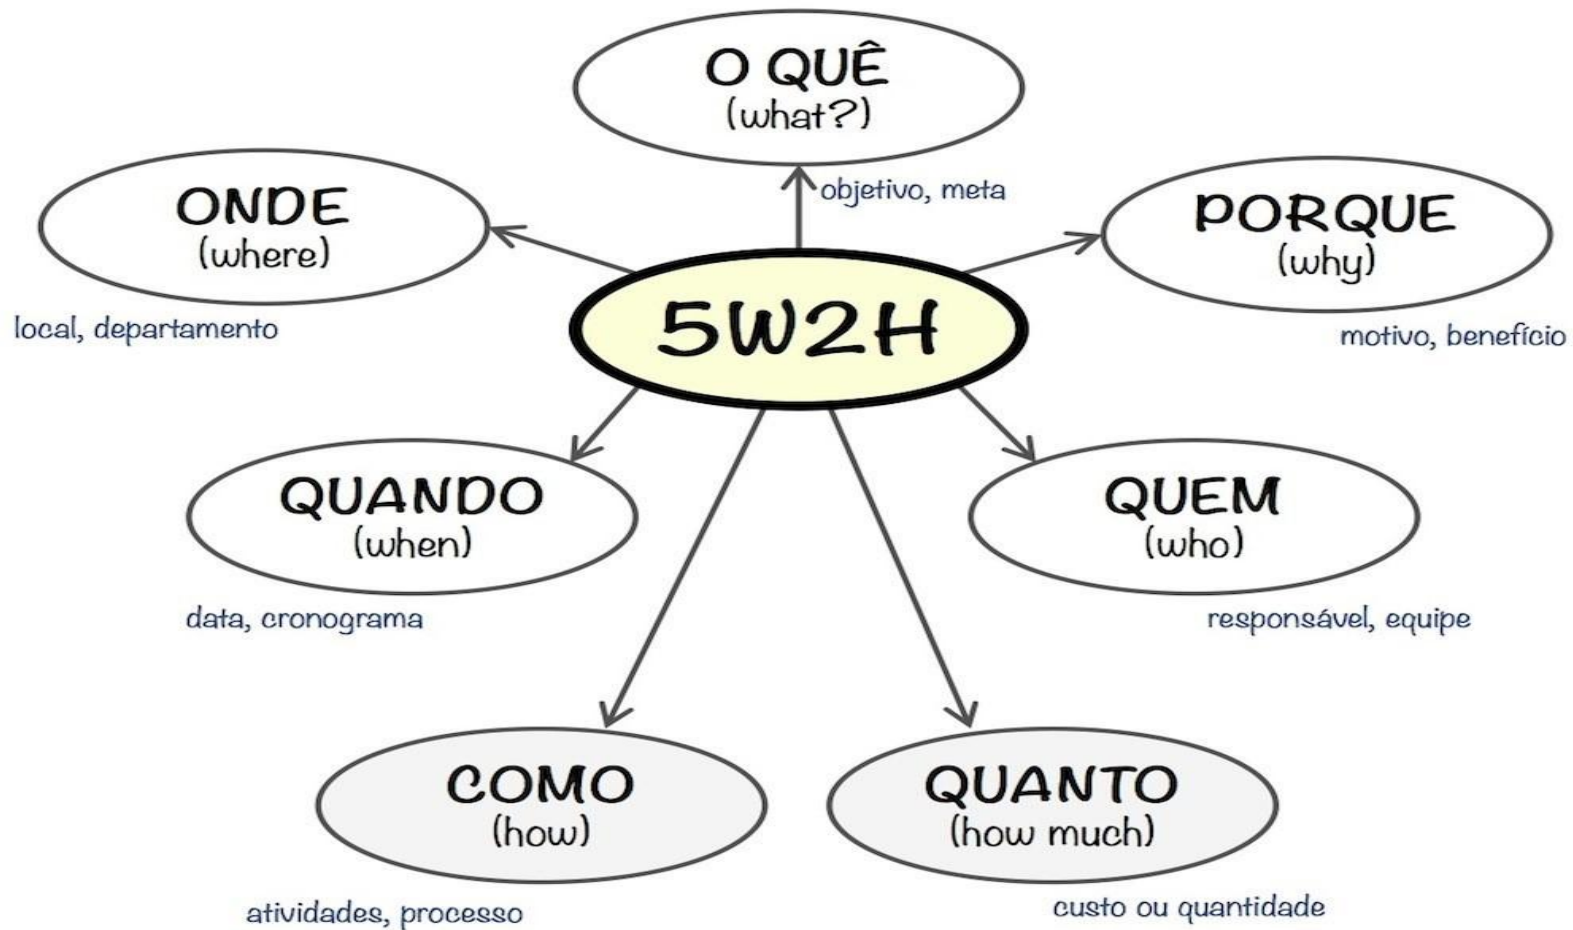 O QUÊ
(what?)
objetivo, meta
ONDE
(where)
local, departamento
PORQUE
(why)
motivo, benefício
5W2H
QUANDO
(when)
data, cronograma
QUEM
(who)
responsável, equipe
COMO
(how)
atividades, processo
QUANTO
(how much)
custo ou quantidade